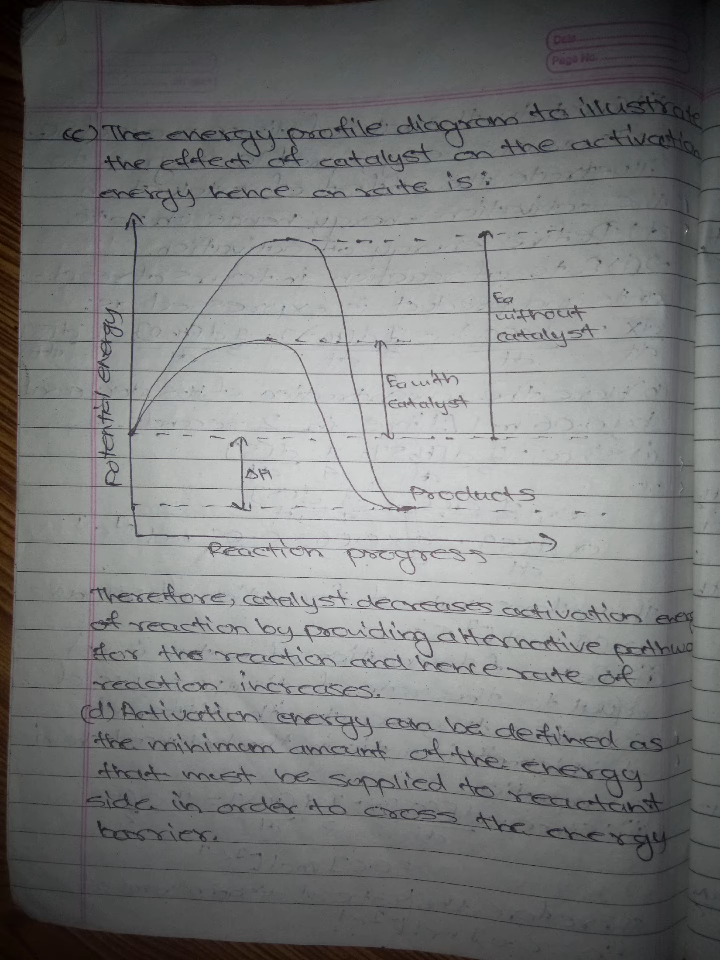 Date
Page No.
(c) The energy profile diagram to illustrate
the effect of catalyst on the activation
energy hence on rate is:
Potential energy.
Ea
without
catalyst.
Ea with
catalyst
ΔH
Products
Reaction progress
Therefore, catalyst decreases activation energ
of reaction by providing alternative pathwa
for the reaction and hence rate of
reaction increases.
(d) Activation energy can be defined as
the minimum amount of the energy
that must be supplied to reactant
side in order to cross the energy
barrier.